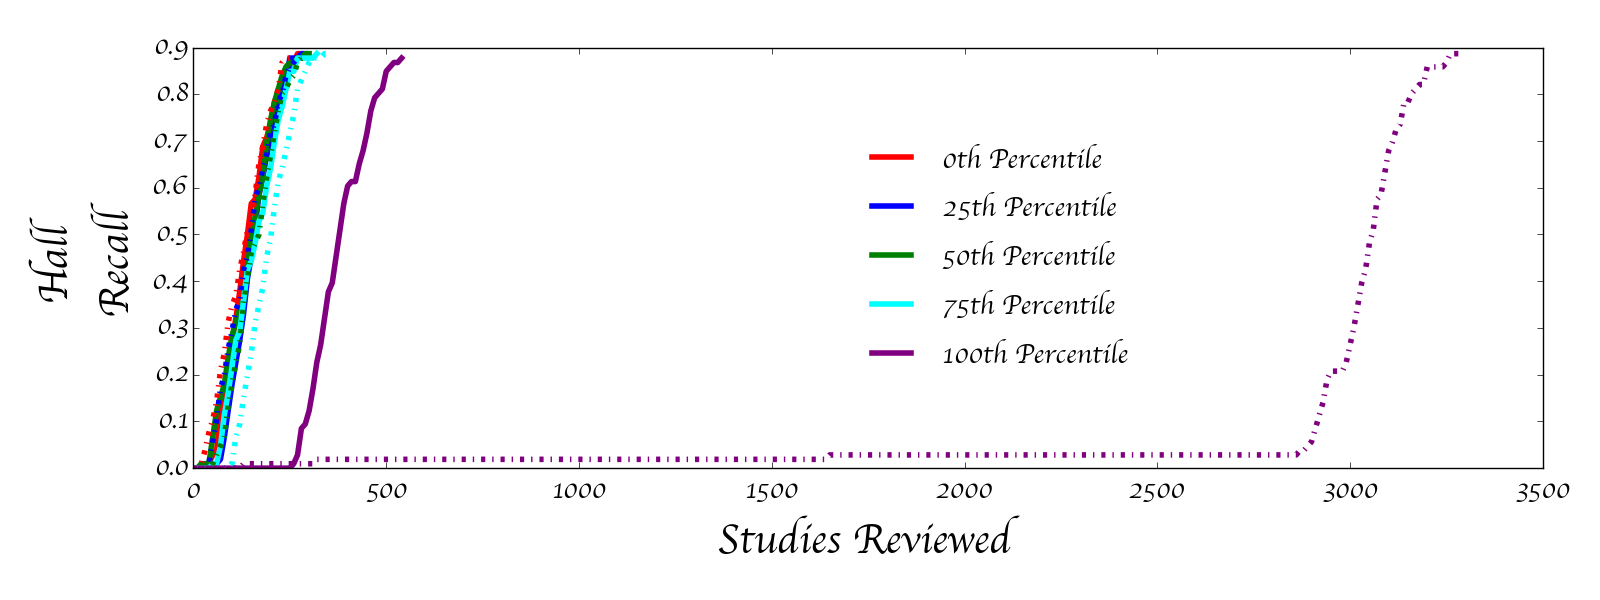 Hall
Recall
0.9
0.8
0.7
0.6
0.5
0.4
0.3
0.2
0.1
0.0
0th Percentile
25th Percentile
50th Percentile
75th Percentile
100th Percentile
0 500 1000 1500 2000 2500 3000 3500
Studies Reviewed